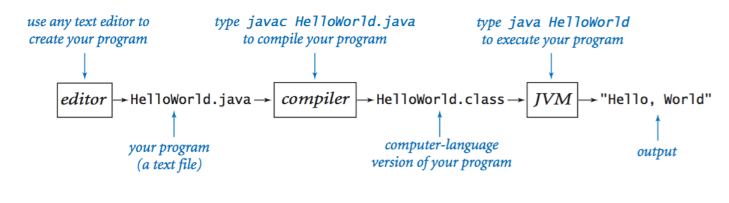 use any text editor to
create your program
type javac HelloWorld.java
to compile your program
type java HelloWorld
to execute your program
editor
HelloWorld.java
compiler
HelloWorld.class
JVM
"Hello, World"
your program
(a text file)
computer-language
version of your program
output